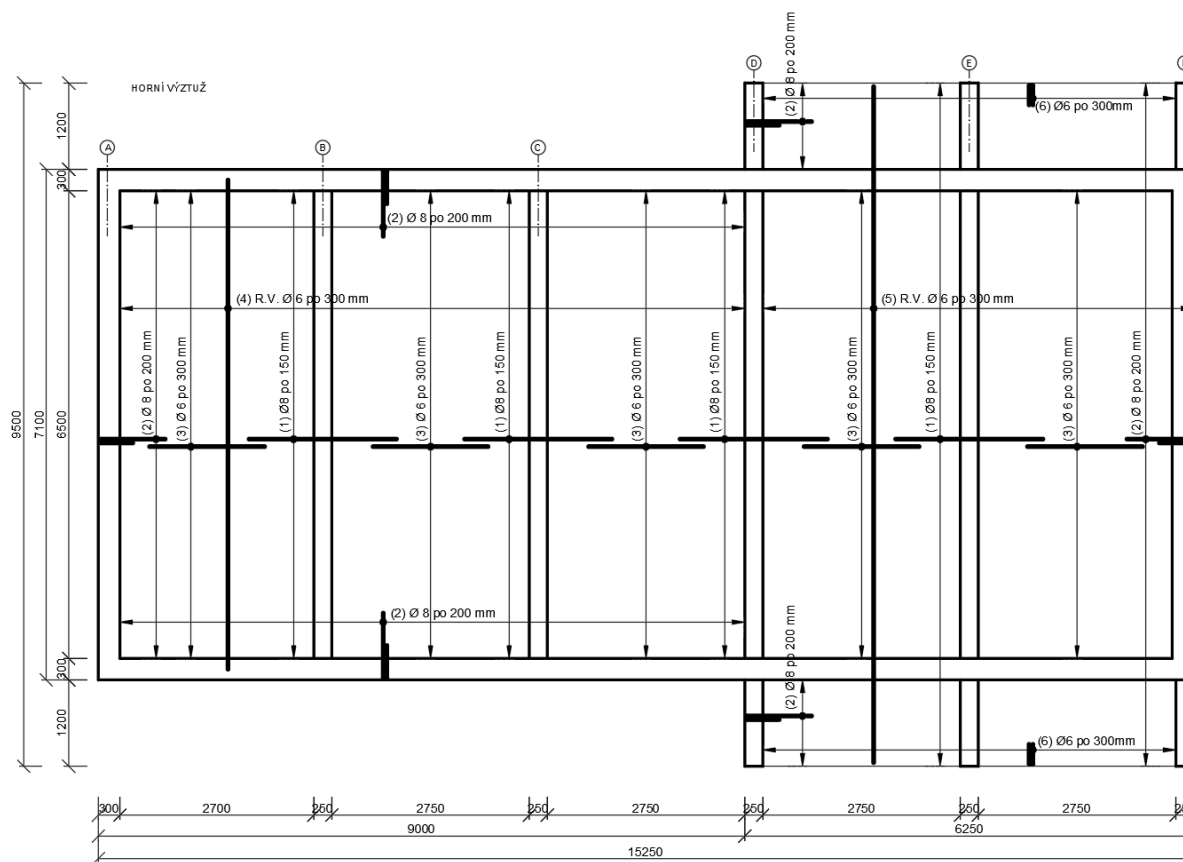 HORNÍ VÝZTUŽ
A
B
C
D
E
(2) Ø 8 po 200 mm
(6) Ø6 po 300mm
(2) Ø 8 po 200 mm
(4) R.V. Ø 6 po 300 mm
(5) R.V. Ø 6 po 300 mm
(2) Ø 8 po 200 mm
(3) Ø 6 po 300 mm
(1) Ø8 po 150 mm
(3) Ø 6 po 300 mm
(1) Ø8 po 150 mm
(3) Ø 6 po 300 mm
(1) Ø8 po 150 mm
(3) Ø 6 po 300 mm
(1) Ø8 po 150 mm
(3) Ø 6 po 300 mm
(2) Ø 8 po 200 mm
(2) Ø 8 po 200 mm
(2) Ø 8 po 200 mm
(6) Ø6 po 300mm
1200
300
9500
7100
6500
300
1200
300
2700
250
2750
250
2750
250
2750
250
2750
9000
6250
15250